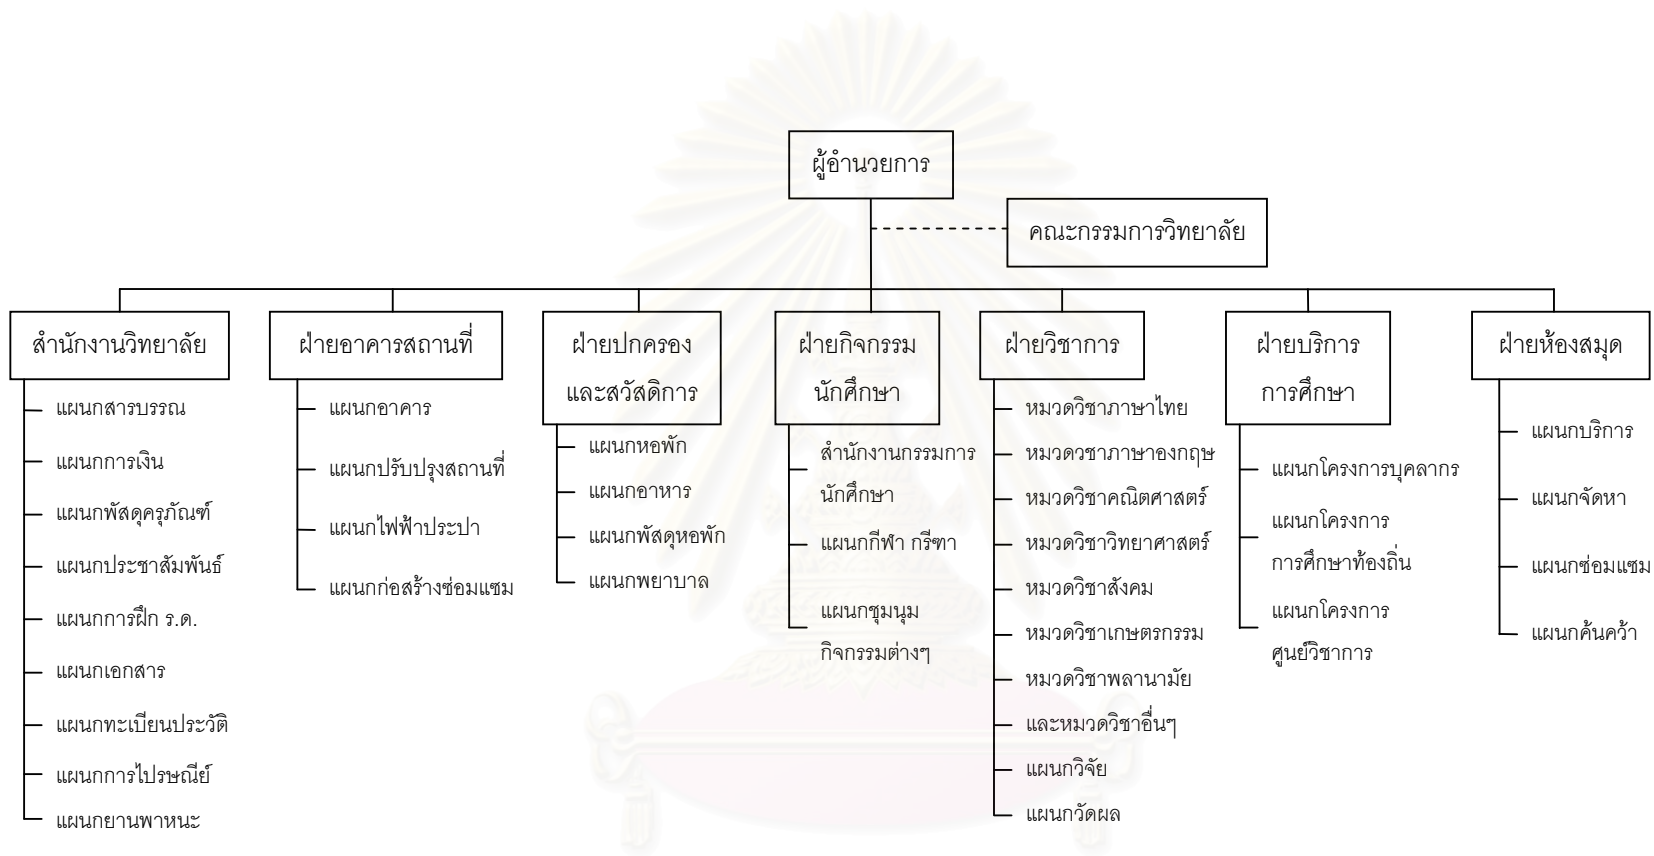 ผู้อำนวยการ
คณะกรรมการวิทยาลัย
สำนักงานวิทยาลัย
แผนกสารบรรณ
แผนกการเงิน
แผนกพัสดุครุภัณฑ์
แผนกประชาสัมพันธ์
แผนกการฝึก ร.ด.
แผนกเอกสาร
แผนกทะเบียนประวัติ
แผนกการไปรษณีย์
แผนกยานพาหนะ
ฝ่ายอาคารสถานที่
แผนกอาคาร
แผนกปรับปรุงสถานที่
แผนกไฟฟ้าประปา
แผนกก่อสร้างซ่อมแซม
ฝ่ายปกครอง
และสวัสดิการ
แผนกหอพัก
แผนกอาหาร
แผนกพัสดุหอพัก
แผนกพยาบาล
ฝ่ายกิจกรรม
นักศึกษา
สำนักงานกรรมการ
นักศึกษา
แผนกกีฬา กรีฑา
แผนกชุมนุม
กิจกรรมต่างๆ
ฝ่ายวิชาการ
หมวดวิชาภาษาไทย
หมวดวชาภาษาองกฤษ
หมวดวิชาคณิตศาสตร์
หมวดวิชาวิทยาศาสตร์
หมวดวิชาสังคม
หมวดวิชาเกษตรกรรม
หมวดวิชาพลานามัย
และหมวดวิชาอื่นๆ
แผนกวิจัย
แผนกวัดผล
ฝ่ายบริการ
การศึกษา
แผนกโครงการบุคลากร
แผนกโครงการ
การศึกษาท้องถิ่น
แผนกโครงการ
ศูนย์วิชาการ
ฝ่ายห้องสมุด
แผนกบริการ
แผนกจัดหา
แผนกซ่อมแซม
แผนกค้นคว้า